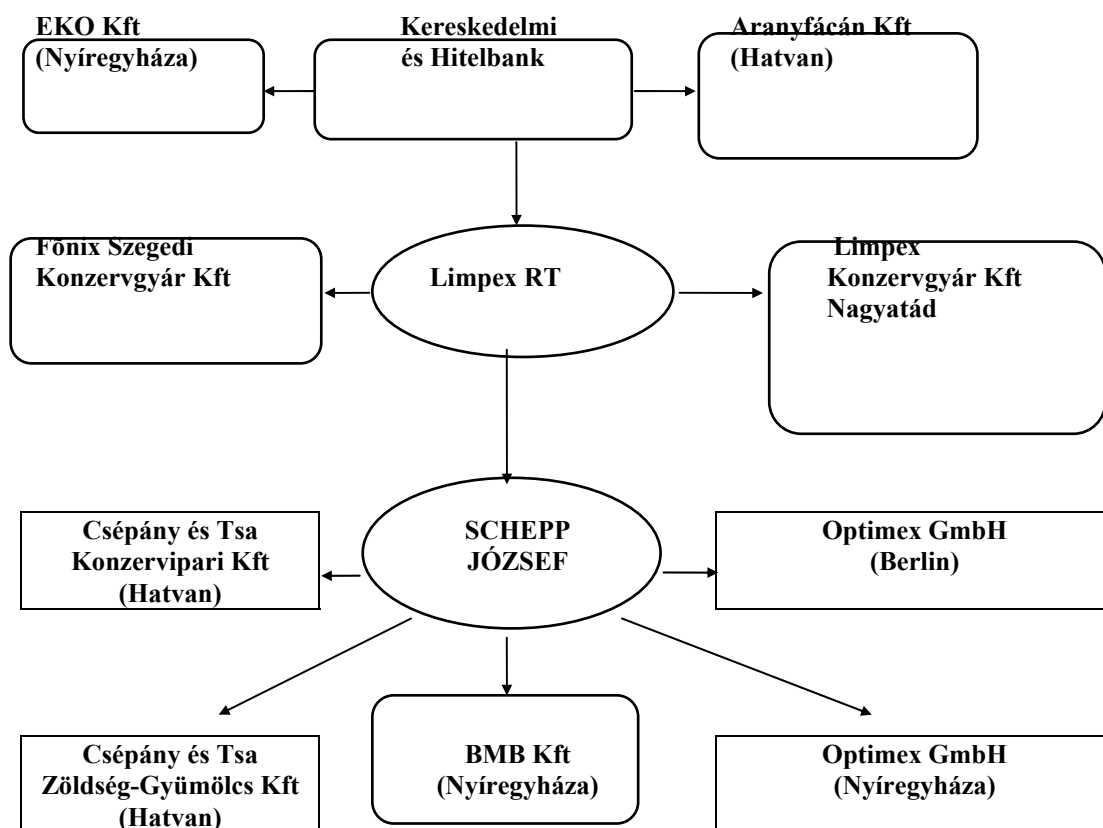 EKO Kft
(Nyíregyháza)
Kereskedelmi
és Hitelbank
Aranyfácán Kft
(Hatvan)
Fõnix Szegedi
Konzervgyár Kft
Limpex RT
Limpex
Konzervgyár Kft
Nagyatád
Csépány és Tsa
Konzervipari Kft
(Hatvan)
SCHEPP
JÓZSEF
Optimex GmbH
(Berlin)
Csépány és Tsa
Zöldség-Gyümölcs Kft
(Hatvan)
BMB Kft
(Nyíregyháza)
Optimex GmbH
(Nyíregyháza)